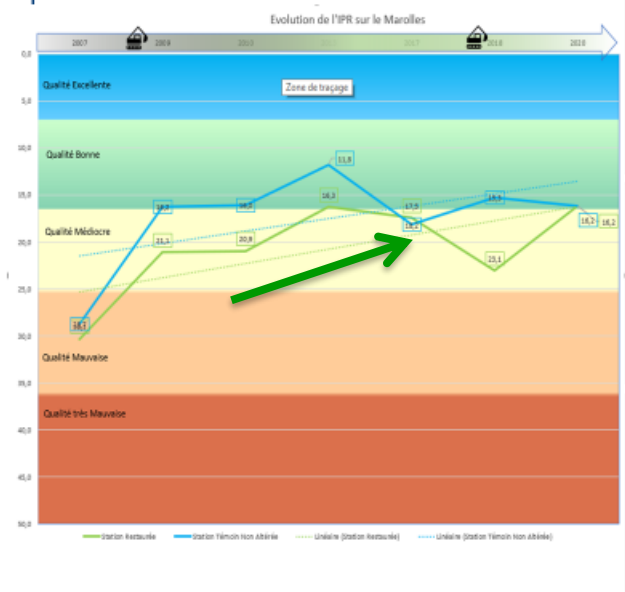 Evolution de l'IPR sur le Marolles
2007 2009 2010 2017 2018 2020
0,0
Qualité Excellente
Zone de traçage
5,0
10,0
Qualité Bonne
11,8
15,0
16,3
17,5
Qualité Médiocre
18,2
16,2 16,2
20,0
21,1
20,9
23,1
25,0
30,0
Qualité Mauvaise
35,0
Qualité très Mauvaise
40,0
45,0
50,0
Station Restaurée Station Témoin Non Altérée Linéaire (Station Restaurée) Linéaire (Station Témoin Non Altérée)